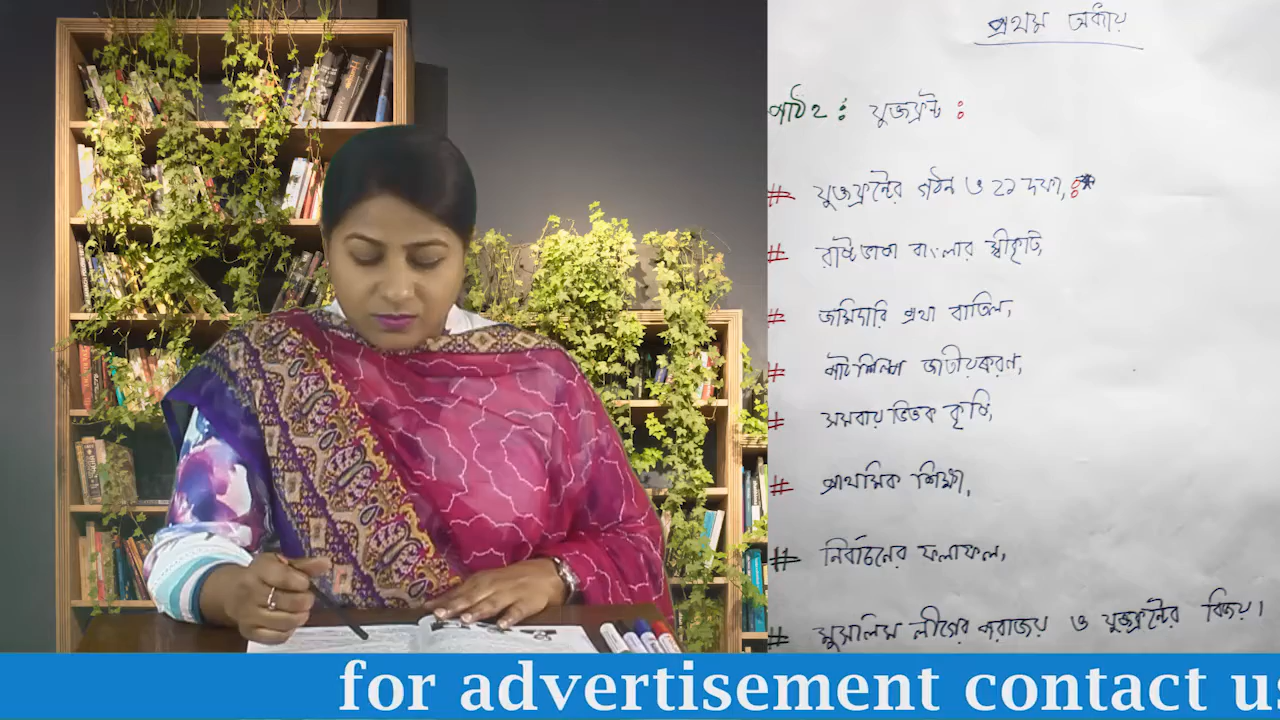 প্রথম অধ্যায়
পাঠ ২ : যুক্তফ্রন্ট :
# যুক্তফ্রন্টের গঠন ও ২১ দফা, :
# রাষ্ট্রভাষা বাংলার স্বীকৃতি,
# জমিদারি প্রথা বাতিল,
# পাটশিল্প জাতীয়করণ,
# সমবায় ভিত্তিক কৃষি,
# প্রাথমিক শিক্ষা,
# নির্বাচনের ফলাফল,
# মুসলিম লীগের পরাজয় ও যুক্তফ্রন্টের বিজয়।
for advertisement contact us